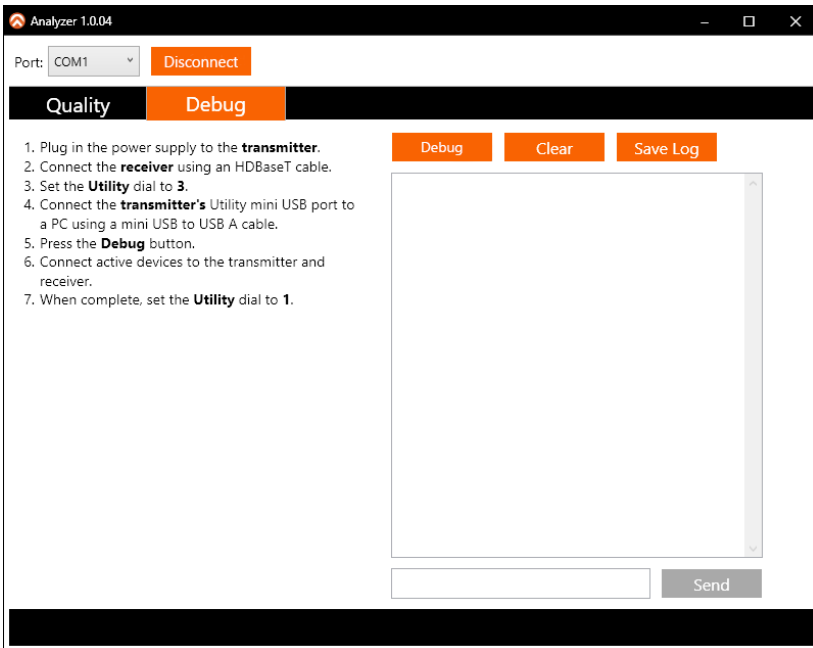 Analyzer 1.0.04
Port: COM1 Disconnect
Quality Debug
1. Plug in the power supply to the transmitter.
2. Connect the receiver using an HDBaseT cable.
3. Set the Utility dial to 3.
4. Connect the transmitter's Utility mini USB port to
a PC using a mini USB to USB A cable.
5. Press the Debug button.
6. Connect active devices to the transmitter and
receiver.
7. When complete, set the Utility dial to 1.
Debug Clear Save Log
Send